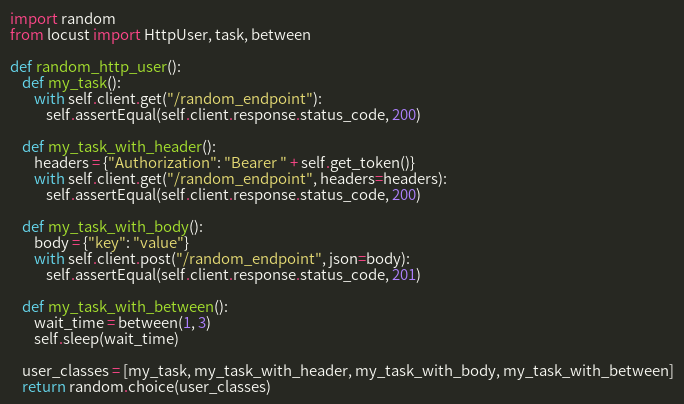 import random
from locust import HttpUser, task, between

def random_http_user():
    def my_task():
        with self.client.get("/random_endpoint"):
            self.assertEqual(self.client.response.status_code, 200)

    def my_task_with_header():
        headers = {"Authorization": "Bearer " + self.get_token()}
        with self.client.get("/random_endpoint", headers=headers):
            self.assertEqual(self.client.response.status_code, 200)

    def my_task_with_body():
        body = {"key": "value"}
        with self.client.post("/random_endpoint", json=body):
            self.assertEqual(self.client.response.status_code, 201)

    def my_task_with_between():
        wait_time = between(1, 3)
        self.sleep(wait_time)

    user_classes = [my_task, my_task_with_header, my_task_with_body, my_task_with_between]
    return random.choice(user_classes)